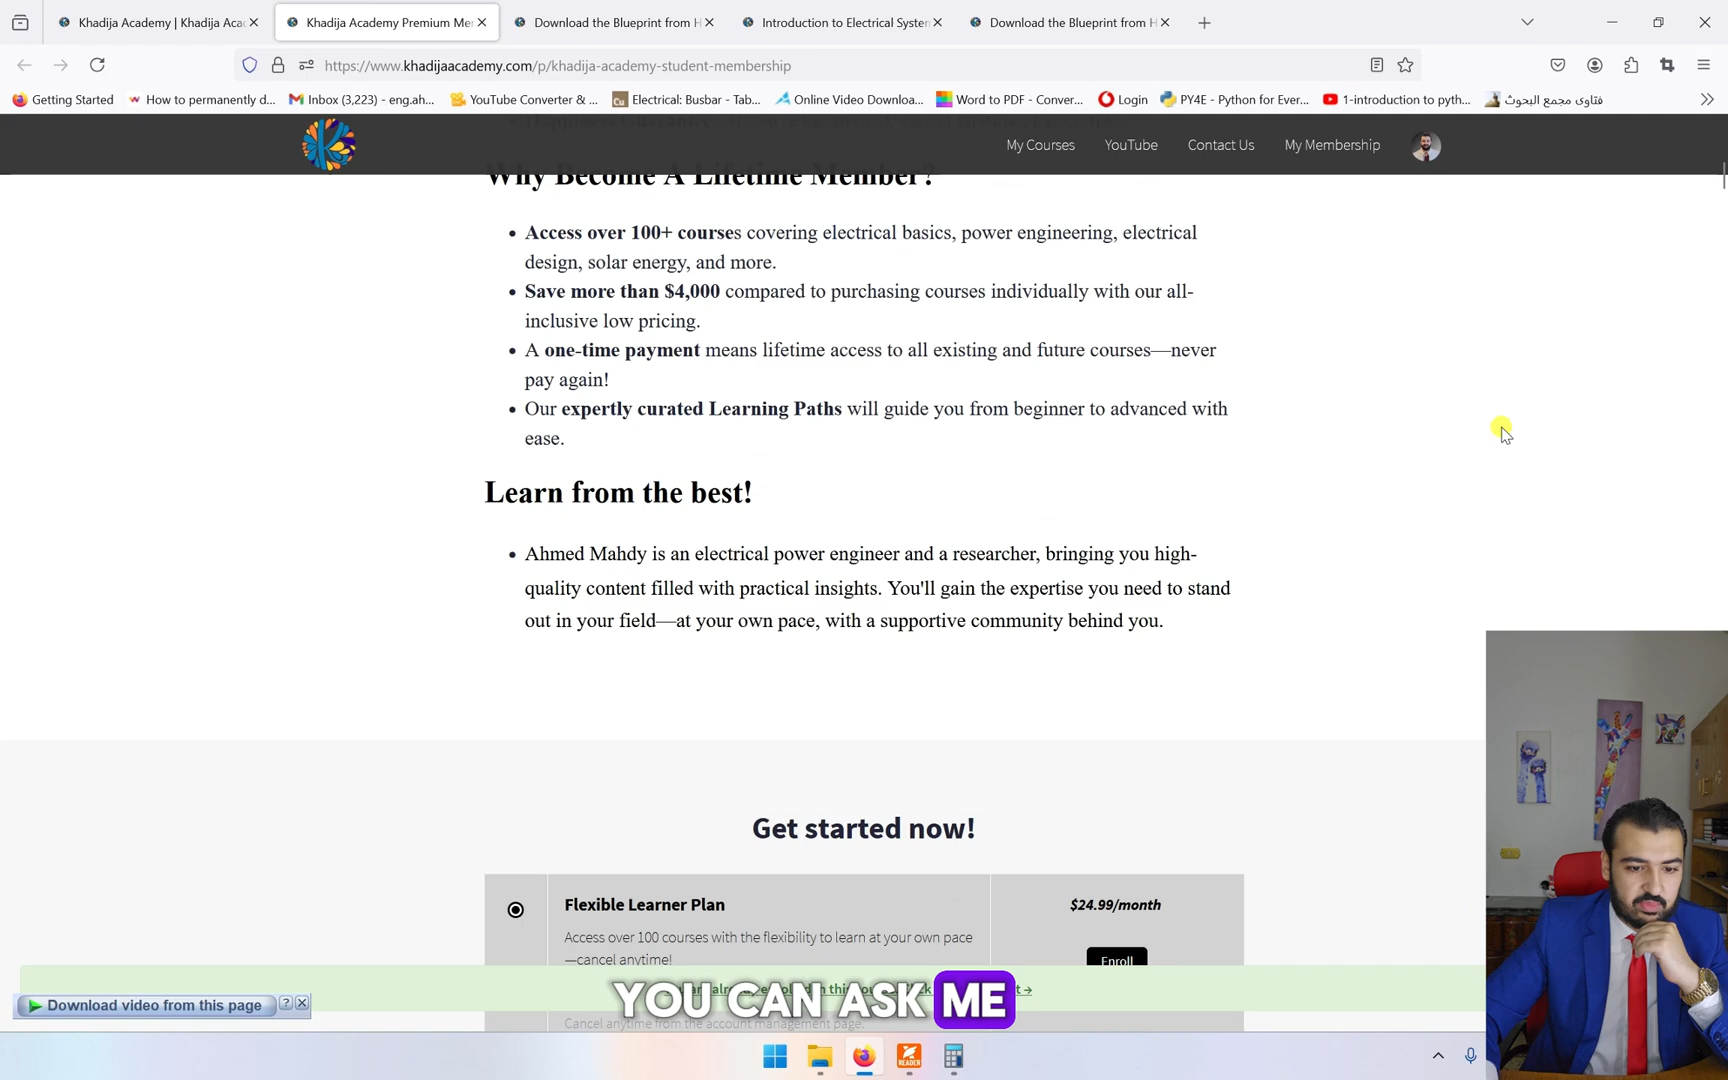 Khadija Academy | Khadija Acad
Khadija Academy Premium Mer
Download the Blueprint from H
Introduction to Electrical System
Download the Blueprint from H
https://www.khadijaacademy.com/p/khadija-academy-student-membership
Getting Started
How to permanently d...
Inbox (3,223) - eng.ah...
YouTube Converter & ...
Cu
Electrical: Busbar - Tab...
Online Video Downloa...
Word to PDF - Conver...
Login
PY4E - Python for Ever...
1-introduction to pyth...
فتاوى مجمع البحوث
My Courses
YouTube
Contact Us
My Membership
Why Become A Lifetime Member?
• Access over 100+ courses covering electrical basics, power engineering, electrical
design, solar energy, and more.
• Save more than $4,000 compared to purchasing courses individually with our all-
inclusive low pricing.
• A one-time payment means lifetime access to all existing and future courses—never
pay again!
• Our expertly curated Learning Paths will guide you from beginner to advanced with
ease.
Learn from the best!
• Ahmed Mahdy is an electrical power engineer and a researcher, bringing you high-
quality content filled with practical insights. You'll gain the expertise you need to stand
out in your field—at your own pace, with a supportive community behind you.
Get started now!
Flexible Learner Plan
$24.99/month
Access over 100 courses with the flexibility to learn at your own pace
—cancel anytime!
Enroll
YOU CAN ASK ME
Download video from this page
?
Cancel anytime from the account management page.
READER